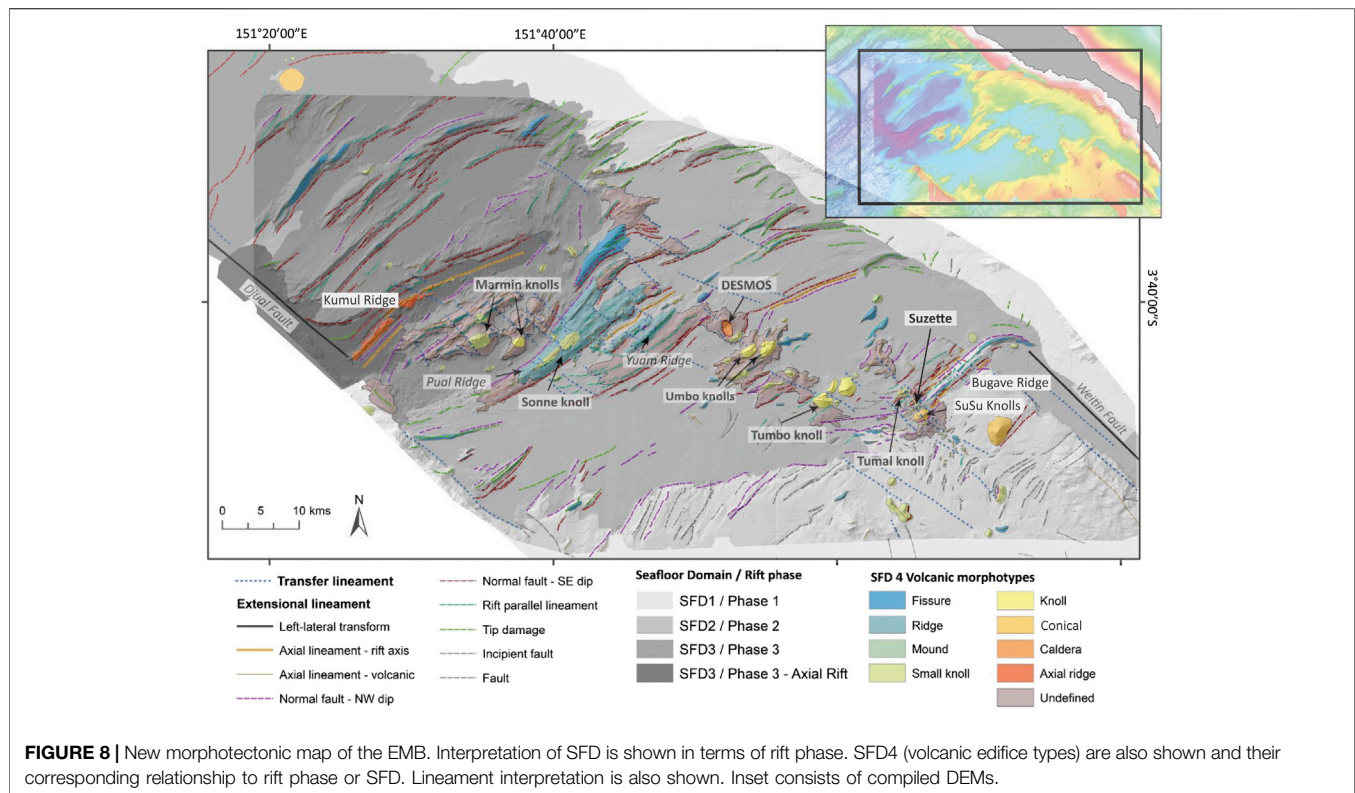 151°20'00"E
151°40'00"E
3°40'00"S
Djual Fault
Kumul Ridge
Marmin knolls
DESMOS
Suzette
Pual Ridge
Yuam Ridge
Sonne knoll
Umbo knolls
Bugave Ridge
SuSu Knolls
Weitin Fault
Tumbo knoll
Tumai knoll
0 5 10 kms
N
Transfer lineament
Extensional lineament
Left-lateral transform
Axial lineament - rift axis
Axial lineament - volcanic
Normal fault - NW dip
Normal fault - SE dip
Rift parallel lineament
Tip damage
Incipient fault
Fault
Seafloor Domain / Rift phase
SFD1 / Phase 1
SFD2 / Phase 2
SFD3 / Phase 3
SFD3 / Phase 3 - Axial Rift
SFD 4 Volcanic morphotypes
Fissure
Ridge
Mound
Small knoll
Knoll
Conical
Caldera
Axial ridge
Undefined
FIGURE 8 | New morphotectonic map of the EMB. Interpretation of SFD is shown in terms of rift phase. SFD4 (volcanic edifice types) are also shown and their
corresponding relationship to rift phase or SFD. Lineament interpretation is also shown. Inset consists of compiled DEMs.